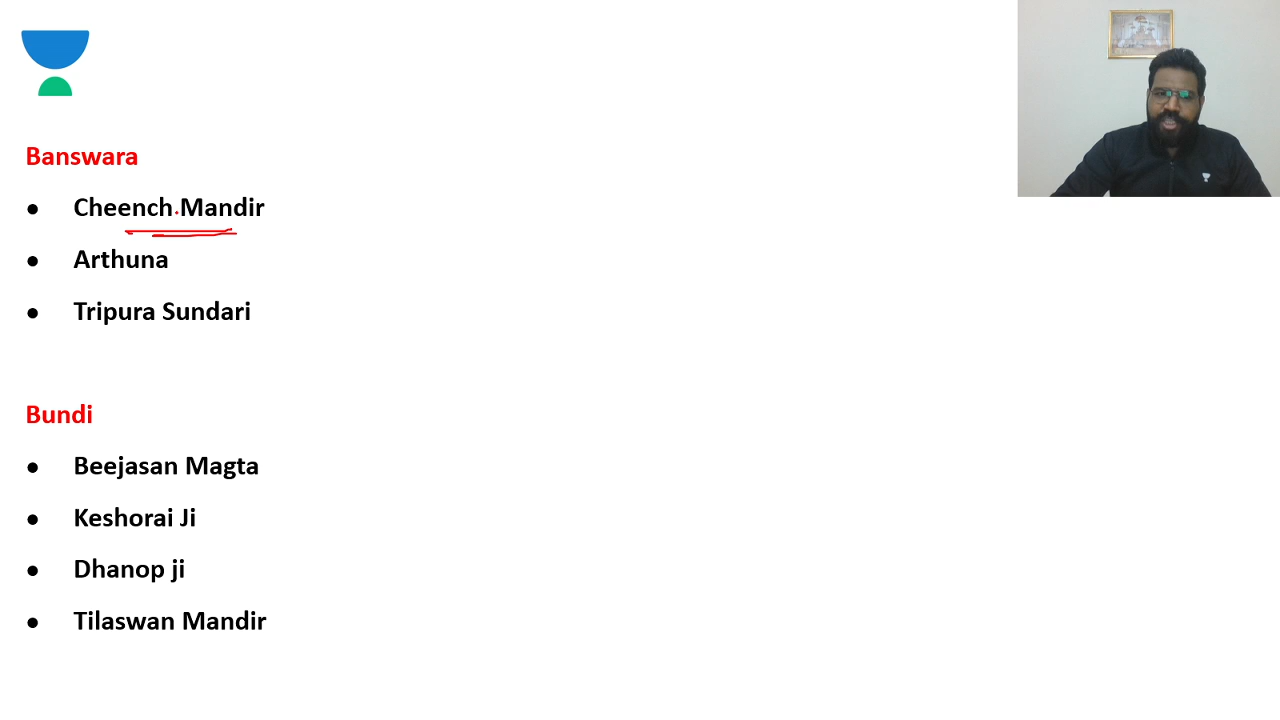 Banswara
● Cheench Mandir
● Arthuna
● Tripura Sundari
Bundi
● Beejasan Magta
● Keshorai Ji
● Dhanop ji
● Tilaswan Mandir